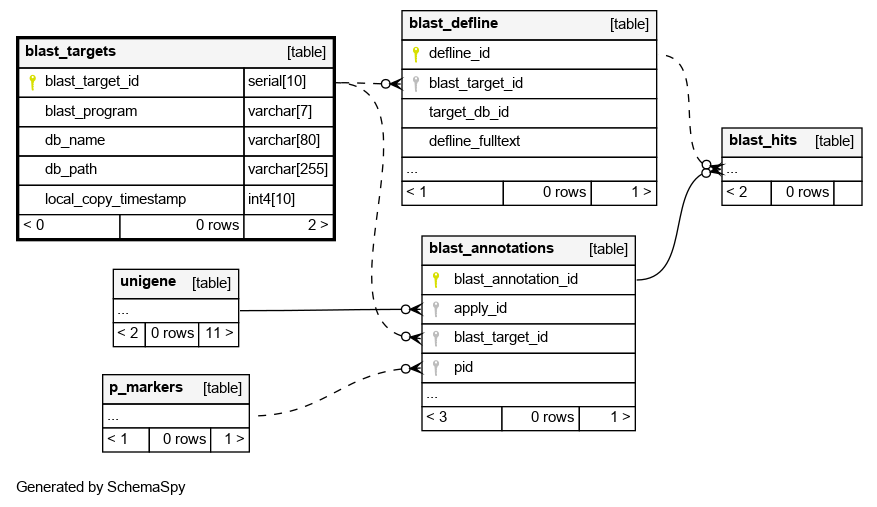 blast_targets [table]
blast_target_id serial[10]
blast_program varchar[7]
db_name varchar[80]
db_path varchar[255]
local_copy_timestamp int4[10]
< 0 0 rows 2 >
blast_defline [table]
defline_id
blast_target_id
target_db_id
defline_fulltext
...
< 1 0 rows 1 >
blast_hits [table]
...
< 2 0 rows
blast_annotations [table]
blast_annotation_id
apply_id
blast_target_id
pid
...
< 3 0 rows 1 >
unigene [table]
...
< 2 0 rows 11 >
p_markers [table]
...
< 1 0 rows 1 >
Generated by SchemaSpy